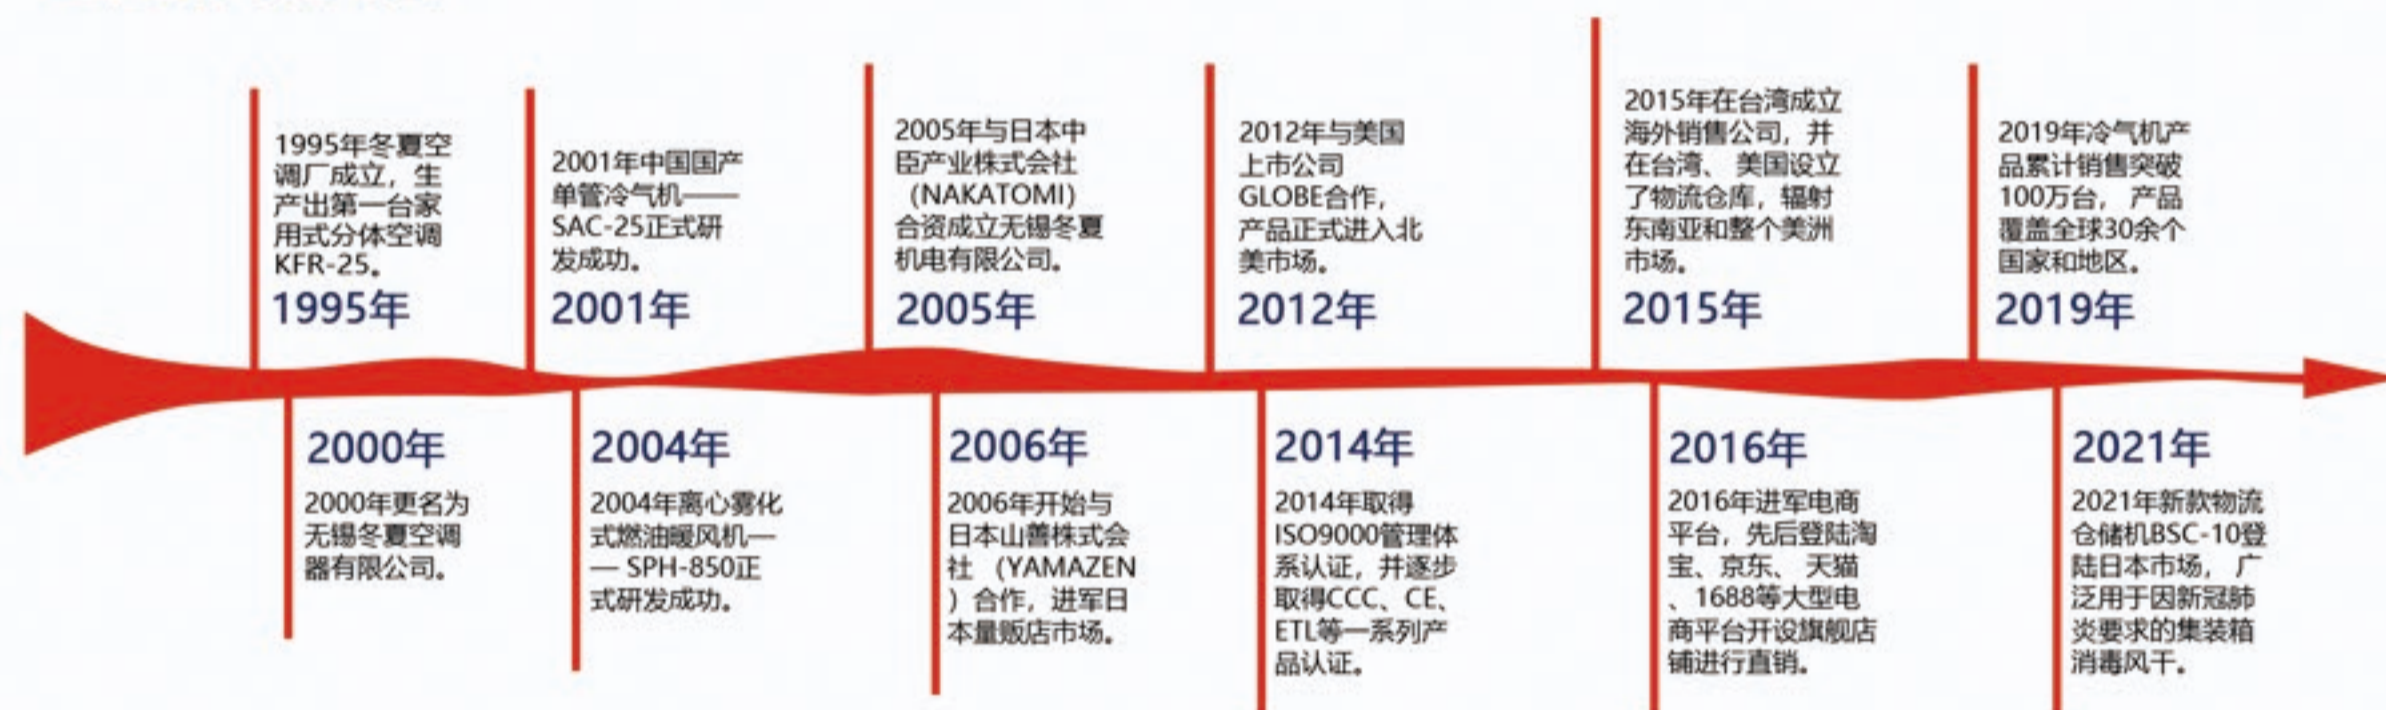 1995年冬夏空
调厂成立，生
产出第一台家
用式分体空调
KFR-25。
1995年
2000年
2000年更名为
无锡冬夏空调
器有限公司。
2001年中国国产
单管冷气机——
SAC-25正式研
发成功。
2001年
2004年
2004年离心雾化
式燃油暖风机—
— SPH-850正
式研发成功。
2005年与日本中
臣产业株式会社
（NAKATOMI）
合资成立无锡冬夏
机电有限公司。
2005年
2006年
2006年开始与
日本山善株式会
社 （YAMAZEN
）合作，进军日
本量贩店市场。
2012年与美国
上市公司
GLOBE合作，
产品正式进入北
美市场。
2012年
2014年
2014年取得
ISO9000管理体
系认证，并逐步
取得CCC、CE、
ETL等一系列产
品认证。
2015年在台湾成立
海外销售公司，并
在台湾、 美国设立
了物流仓库，辐射
东南亚和整个美洲
市场。
2015年
2016年
2016年进军电商
平台，先后登陆淘
宝、京东、 天猫
、1688等大型电
商平台开设旗舰店
铺进行直销。
2019年冷气机产
品累计销售突破
100万台， 产品
覆盖全球30余个
国家和地区。
2019年
2021年
2021年新款物流
仓储机BSC-10登
陆日本市场， 广
泛用于因新冠肺
炎要求的集装箱
消毒风干。